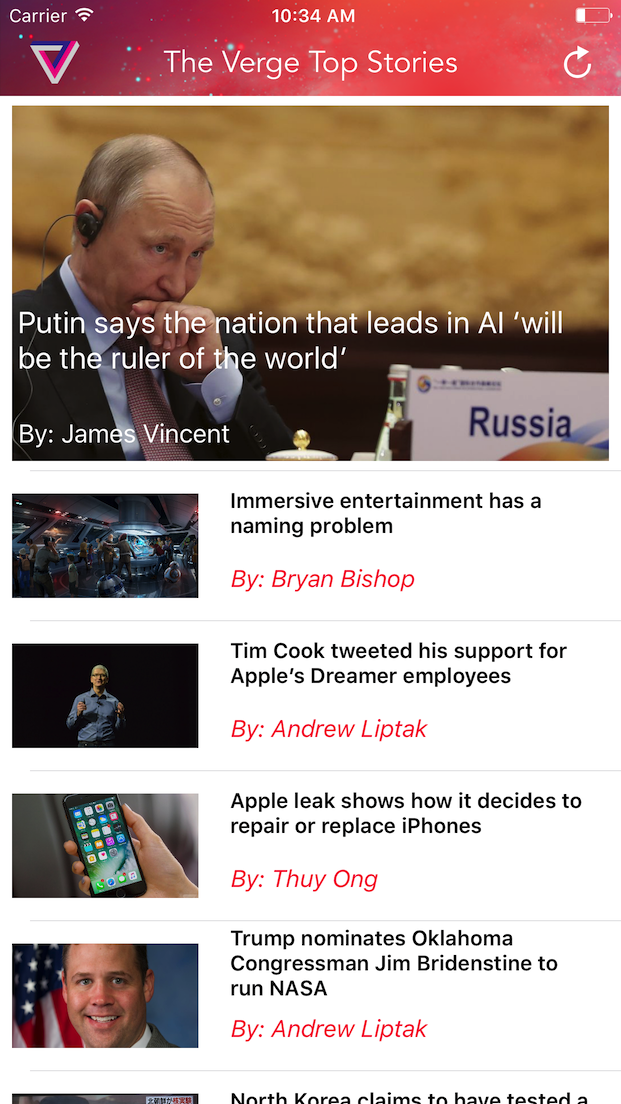 Carrier 10:34 AM
The Verge Top Stories
Russia
Putin says the nation that leads in AI ‘will
be the ruler of the world’
By: James Vincent
Immersive entertainment has a
naming problem
By: Bryan Bishop
Tim Cook tweeted his support for
Apple’s Dreamer employees
By: Andrew Liptak
Apple leak shows how it decides to
repair or replace iPhones
By: Thuy Ong
Trump nominates Oklahoma
Congressman Jim Bridenstine to
run NASA
By: Andrew Liptak
North Korea claims to have tested a